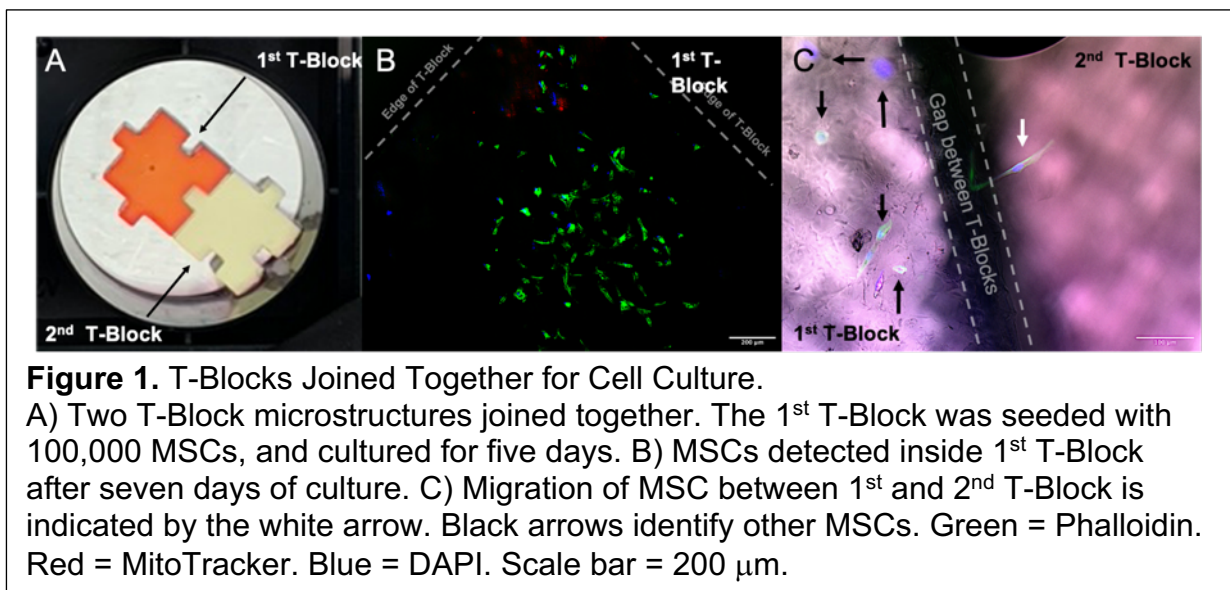 A
1st T-Block
2nd T-Block
B
Edge of T-Block
1st T-
Block
Edge of T-Block
200 μm
C
2nd T-Block
Gap between T-Blocks
1st T-Block
Figure 1. T-Blocks Joined Together for Cell Culture.
A) Two T-Block microstructures joined together. The 1st T-Block was seeded with
100,000 MSCs, and cultured for five days. B) MSCs detected inside 1st T-Block
after seven days of culture. C) Migration of MSC between 1st and 2nd T-Block is
indicated by the white arrow. Black arrows identify other MSCs. Green = Phalloidin.
Red = MitoTracker. Blue = DAPI. Scale bar = 200 μm.